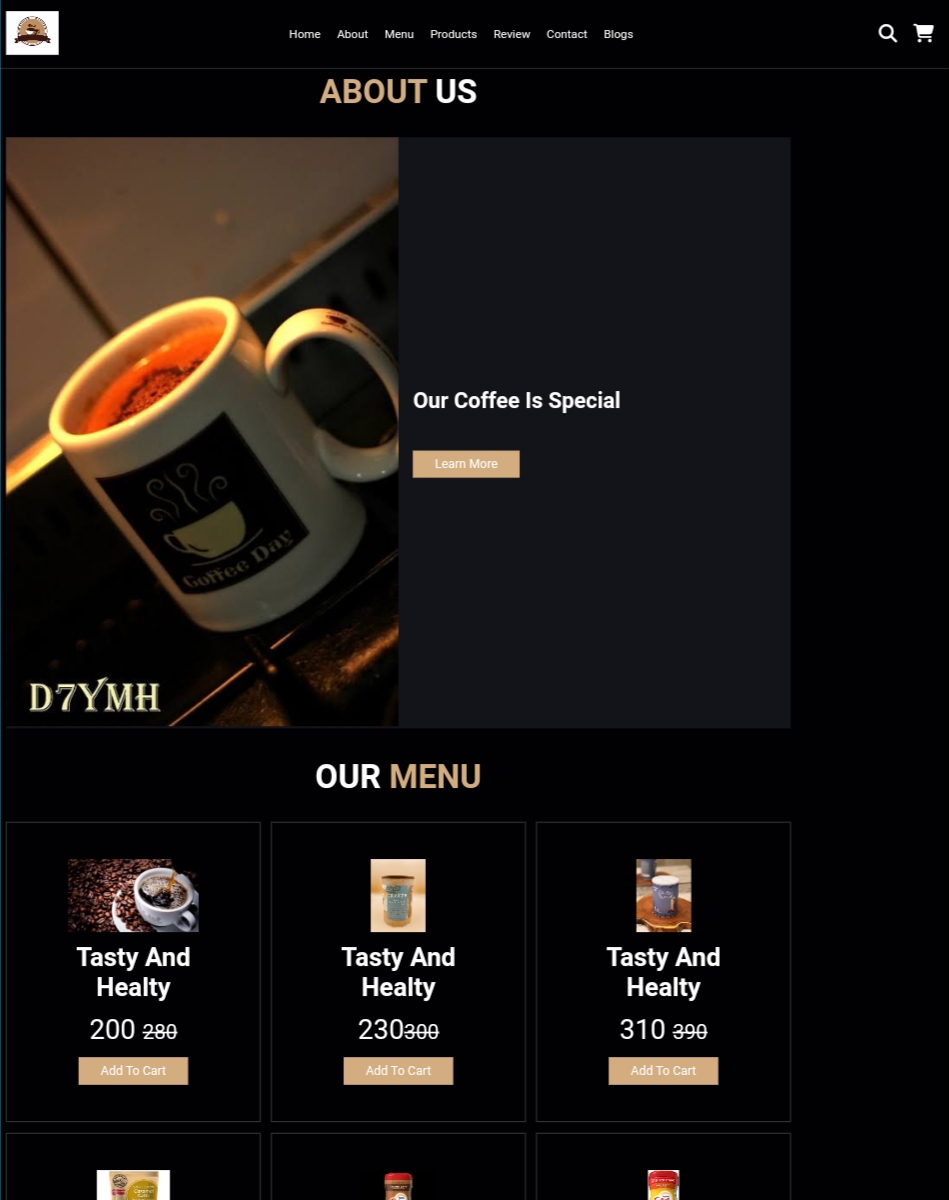 Home About Menu Products Review Contact Blogs
ABOUT US
Our Coffee Is Special
Learn More
Coffee Day
D7YMH
OUR MENU
Tasty And
Healty
200 280
Add To Cart
Tasty And
Healty
230300
Add To Cart
Tasty And
Healty
310 390
Add To Cart